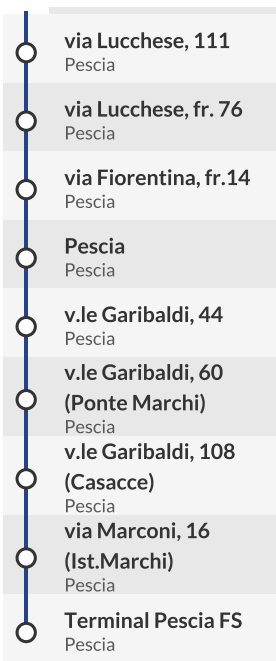 via Lucchese, 111
Pescia
via Lucchese, fr. 76
Pescia
via Fiorentina, fr.14
Pescia
Pescia
Pescia
v.le Garibaldi, 44
Pescia
v.le Garibaldi, 60
(Ponte Marchi)
Pescia
v.le Garibaldi, 108
(Casacce)
Pescia
via Marconi, 16
(Ist.Marchi)
Pescia
Terminal Pescia FS
Pescia